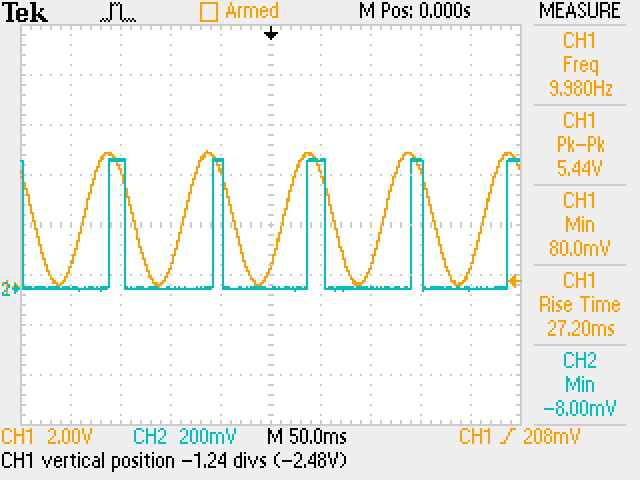 Tek Armed M Pos: 0.000s MEASURE
CH1
Freq
9.980Hz
CH1
Pk-Pk
5.44V
CH1
Min
80.0mV
CH1
Rise Time
27.20ms
CH2
Min
-8.00mV
2
CH1 2.00V CH2 200mV M 50.0ms CH1 208mV
CH1 vertical position -1.24 divs (-2.48V)